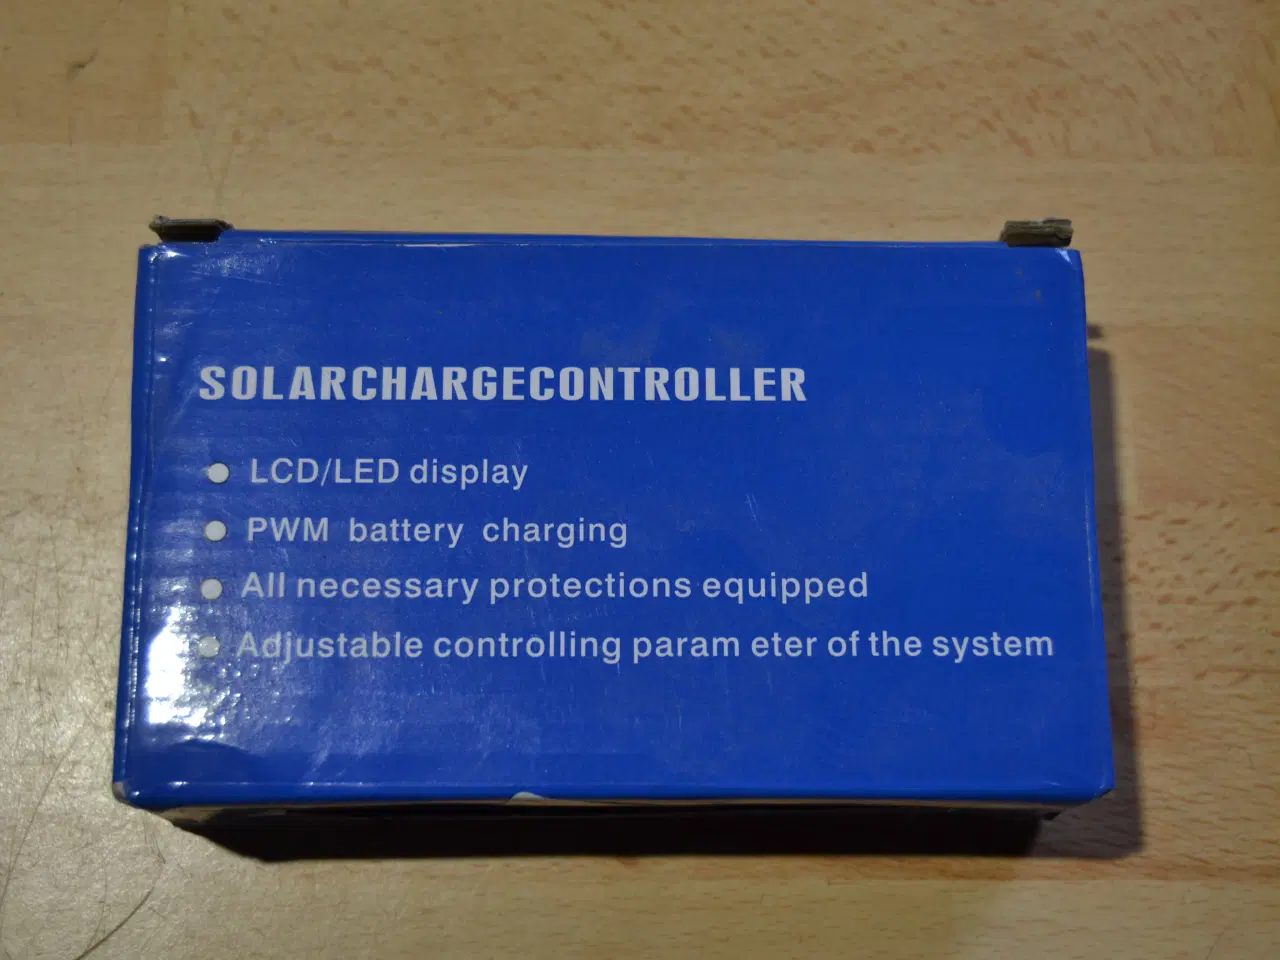 SOLARCHARGECONTROLLER
LCD/LED display
PWM battery charging
All necessary protections equipped
Adjustable controlling param eter of the system